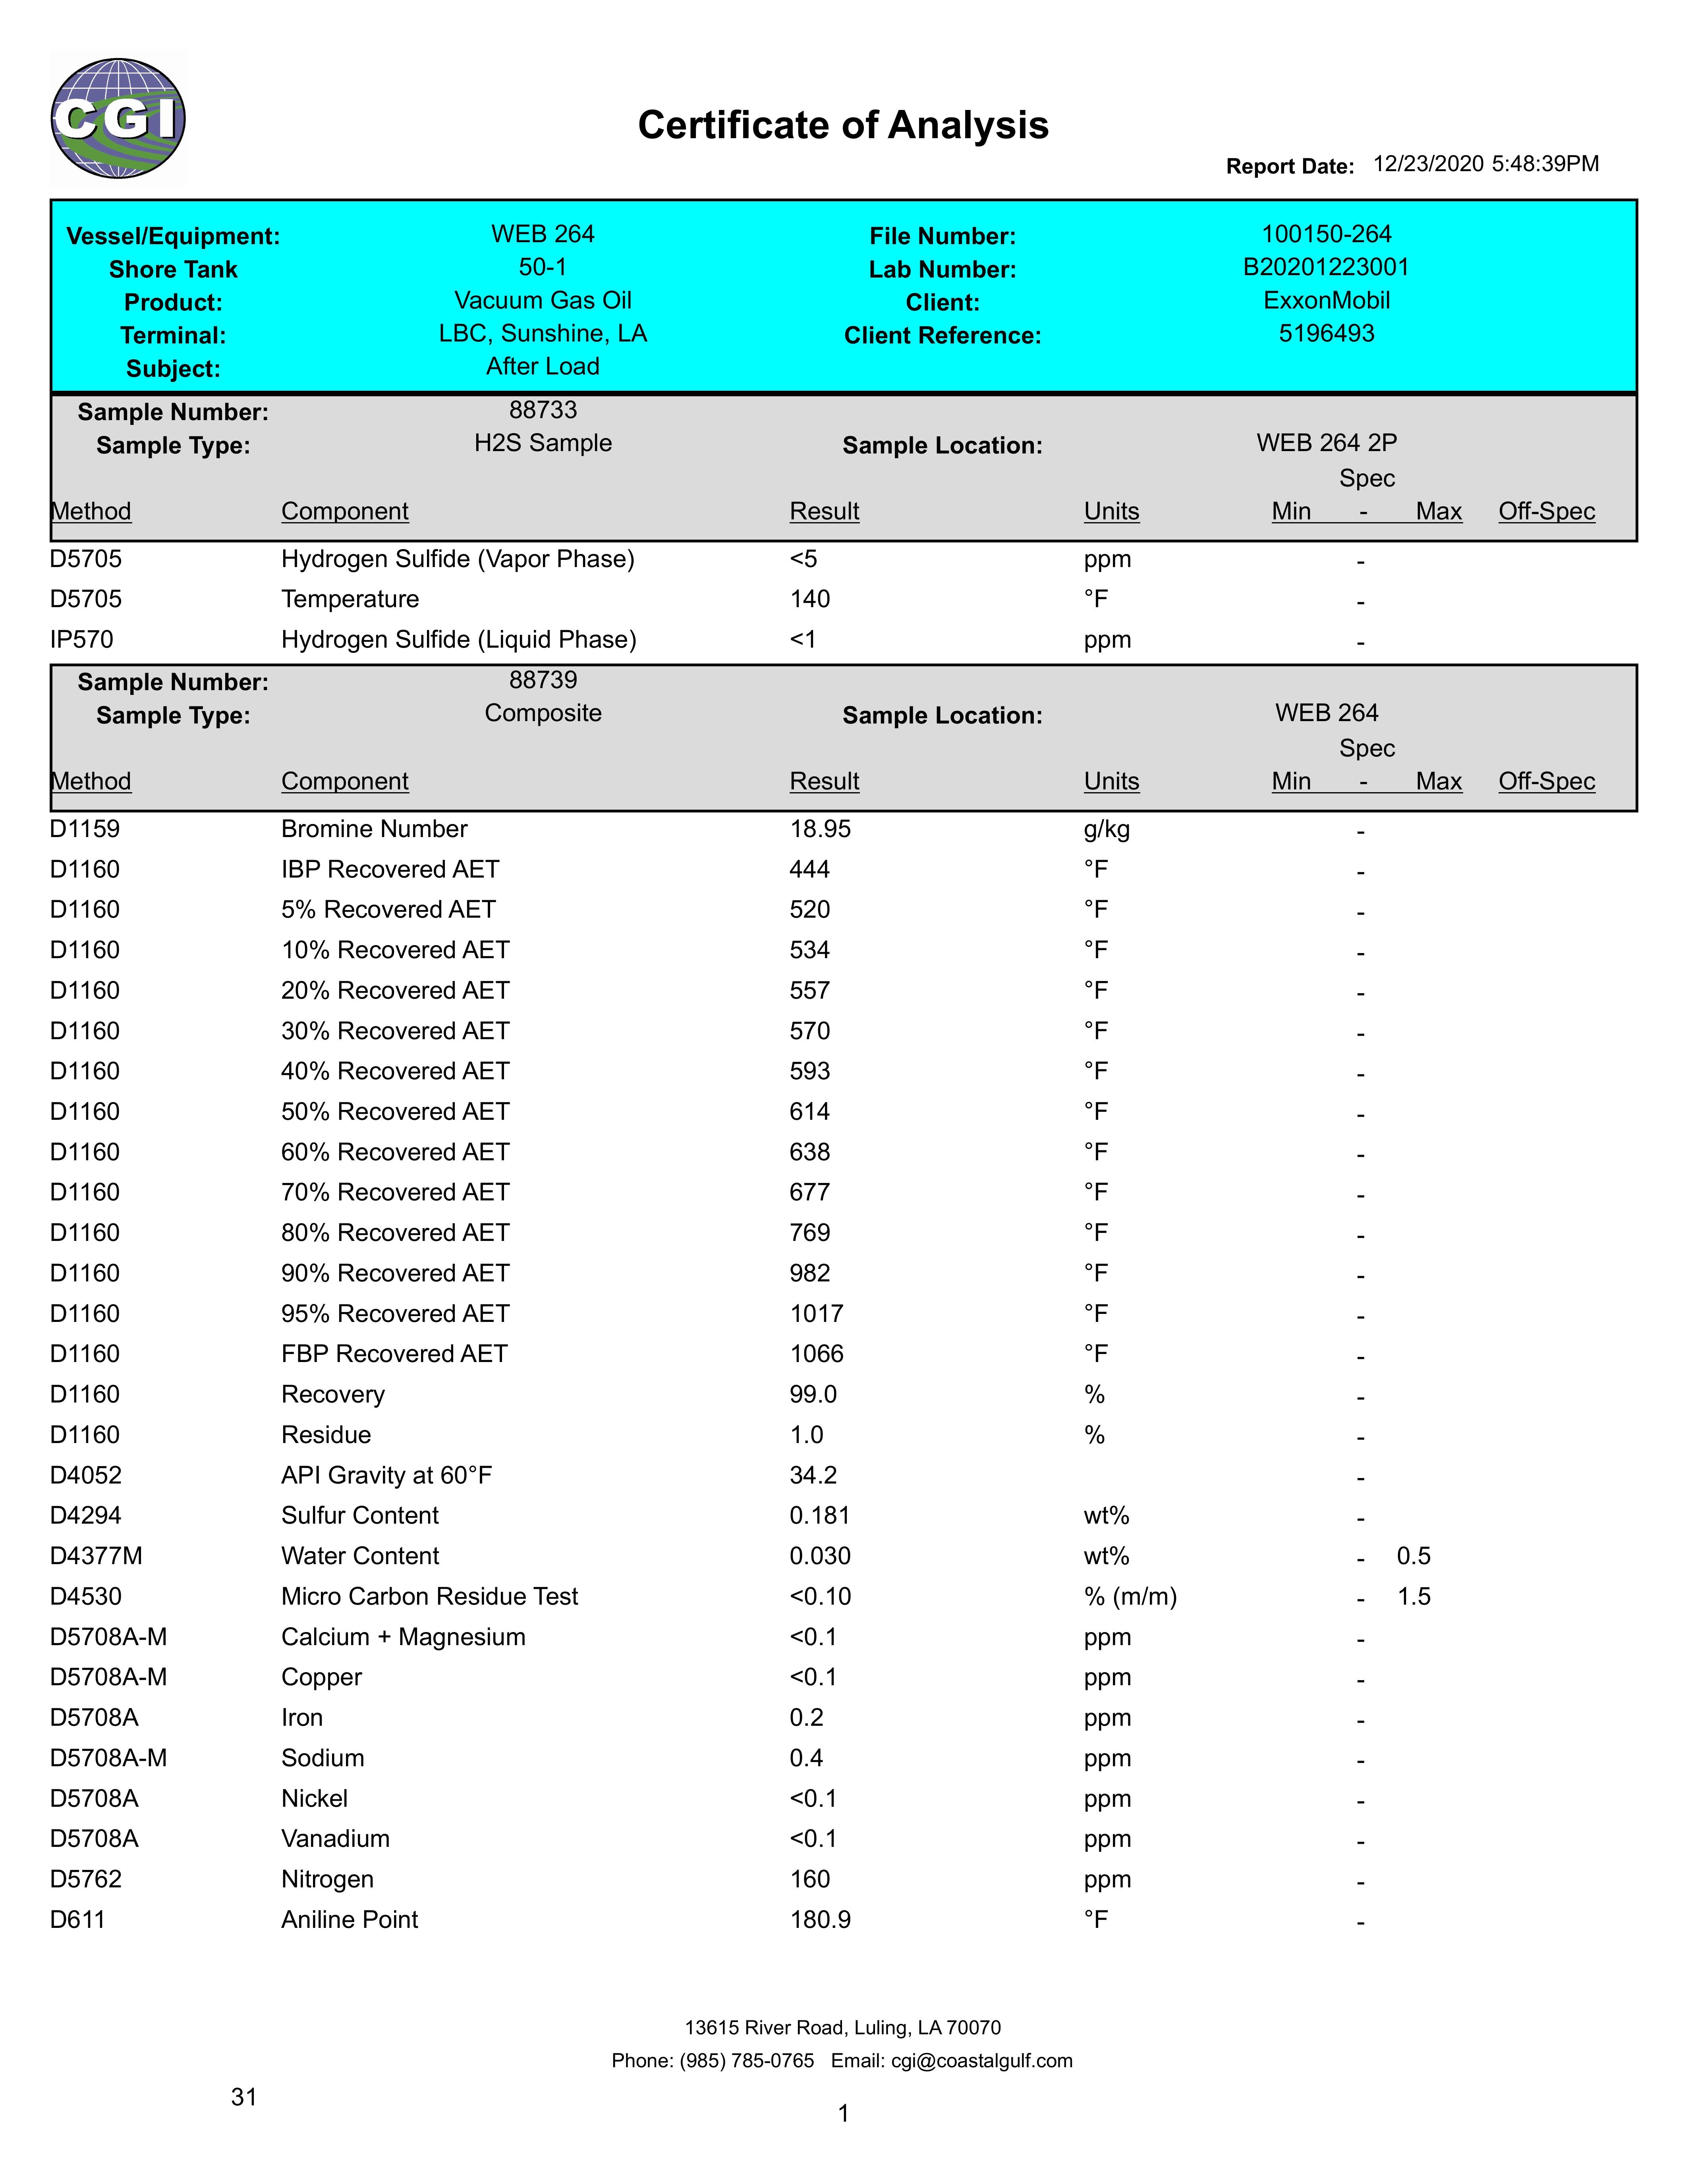 CGI
Certificate of Analysis
Report Date: 12/23/2020 5:48:39PM
Vessel/Equipment: WEB 264 File Number: 100150-264
Shore Tank 50-1 Lab Number: B20201223001
Product: Vacuum Gas Oil Client: ExxonMobil
Terminal: LBC, Sunshine, LA Client Reference: 5196493
Subject: After Load
Sample Number: 88733
Sample Type: H2S Sample Sample Location: WEB 264 2P
Spec
Method Component Result Units Min - Max Off-Spec
D5705 Hydrogen Sulfide (Vapor Phase) <5 ppm -
D5705 Temperature 140 °F -
IP570 Hydrogen Sulfide (Liquid Phase) <1 ppm -
Sample Number: 88739
Sample Type: Composite Sample Location: WEB 264
Spec
Method Component Result Units Min - Max Off-Spec
D1159 Bromine Number 18.95 g/kg -
D1160 IBP Recovered AET 444 °F -
D1160 5% Recovered AET 520 °F -
D1160 10% Recovered AET 534 °F -
D1160 20% Recovered AET 557 °F -
D1160 30% Recovered AET 570 °F -
D1160 40% Recovered AET 593 °F -
D1160 50% Recovered AET 614 °F -
D1160 60% Recovered AET 638 °F -
D1160 70% Recovered AET 677 °F -
D1160 80% Recovered AET 769 °F -
D1160 90% Recovered AET 982 °F -
D1160 95% Recovered AET 1017 °F -
D1160 FBP Recovered AET 1066 °F -
D1160 Recovery 99.0 % -
D1160 Residue 1.0 % -
D4052 API Gravity at 60°F 34.2 -
D4294 Sulfur Content 0.181 wt% -
D4377M Water Content 0.030 wt% - 0.5
D4530 Micro Carbon Residue Test <0.10 % (m/m) - 1.5
D5708A-M Calcium + Magnesium <0.1 ppm -
D5708A-M Copper <0.1 ppm -
D5708A Iron 0.2 ppm -
D5708A-M Sodium 0.4 ppm -
D5708A Nickel <0.1 ppm -
D5708A Vanadium <0.1 ppm -
D5762 Nitrogen 160 ppm -
D611 Aniline Point 180.9 °F -
13615 River Road, Luling, LA 70070
Phone: (985) 785-0765 Email: cgi@coastalgulf.com
31
1